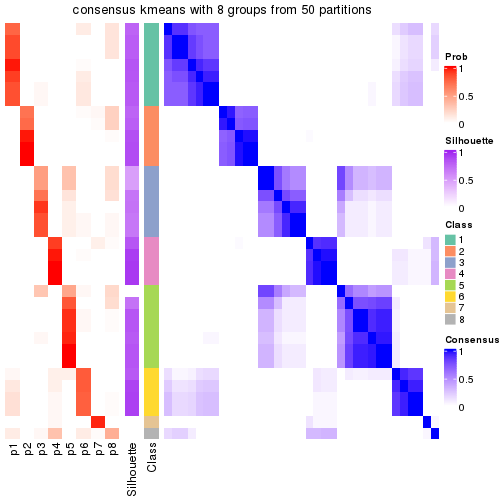 consensus kmeans with 8 groups from 50 partitions
Prob
1
0.5
0
Silhouette
1
0.5
0
Class
1
2
3
4
5
6
7
8
Consensus
1
0.5
0
p1
p2
p3
p4
p5
p6
p7
p8
Silhouette
Class